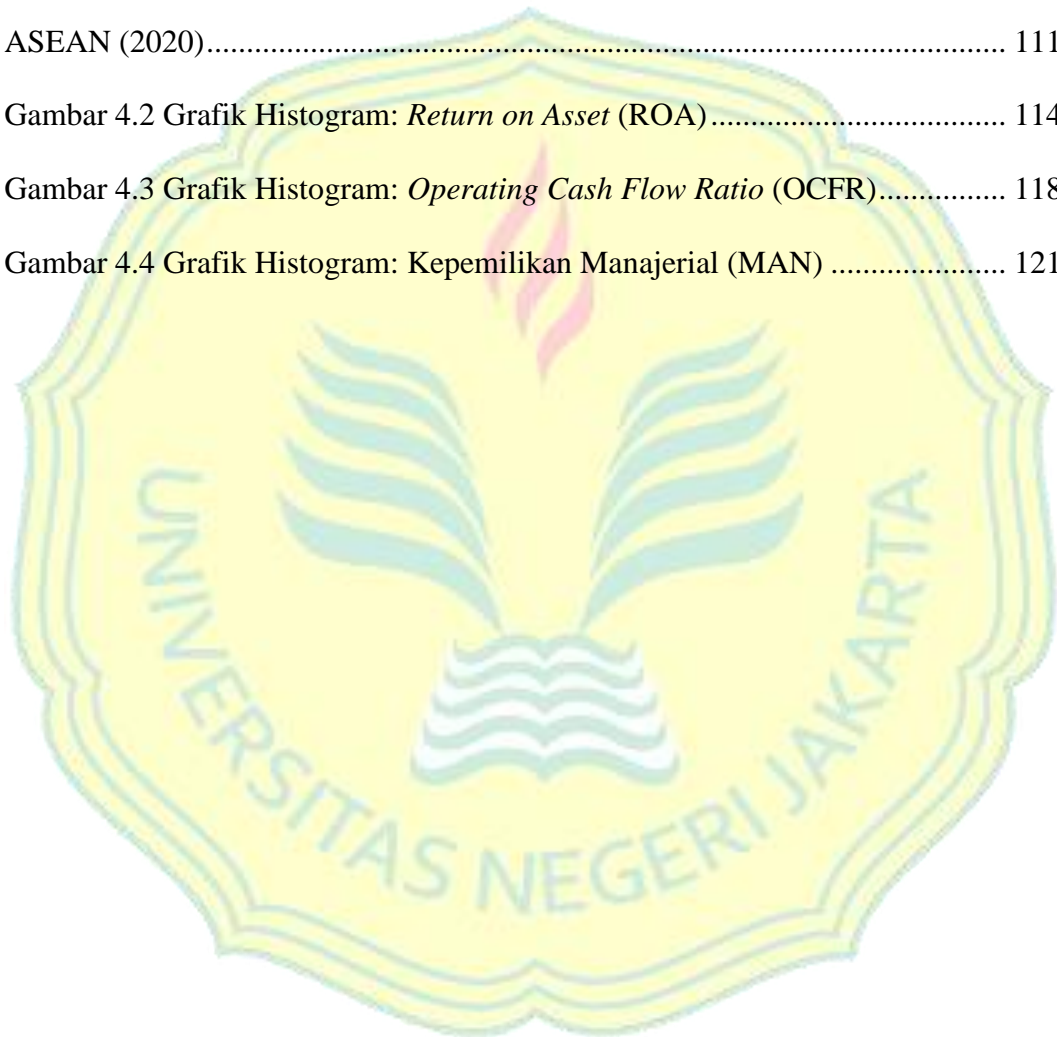 ASEAN (2020)..................................................................................... 111
Gambar 4.2 Grafik Histogram: Return on Asset (ROA)............................... 114
Gambar 4.3 Grafik Histogram: Operating Cash Flow Ratio (OCFR)............... 118
Gambar 4.4 Grafik Histogram: Kepemilikan Manajerial (MAN) ................... 121
UNIVERSITAS NEGERI JAKARTA